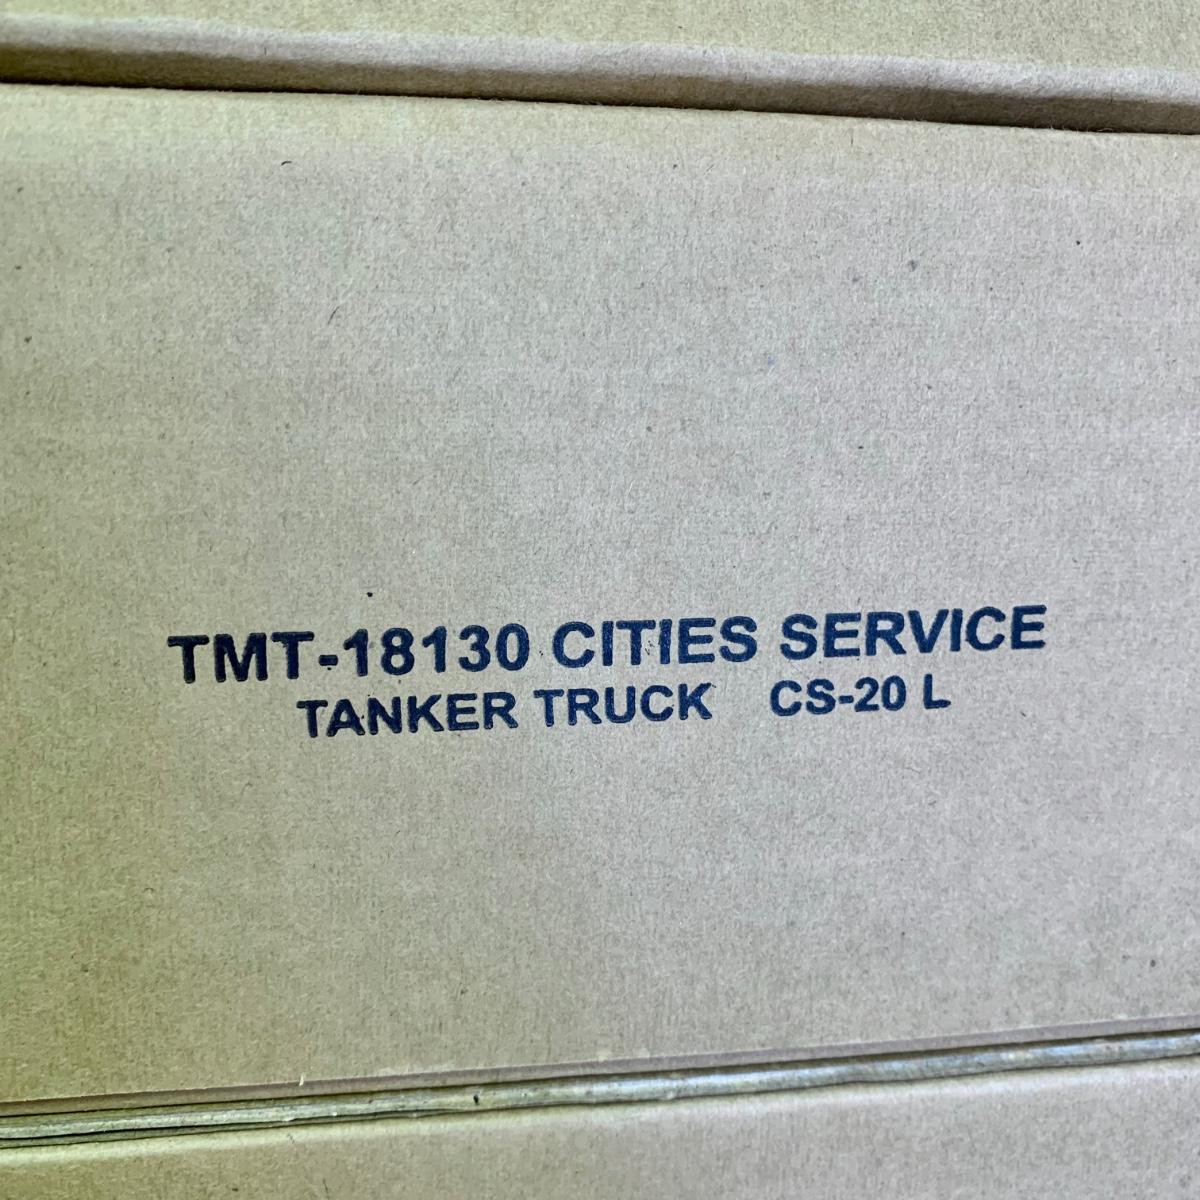 TMT-18130 CITIES SERVICE
TANKER TRUCK CS-20 L